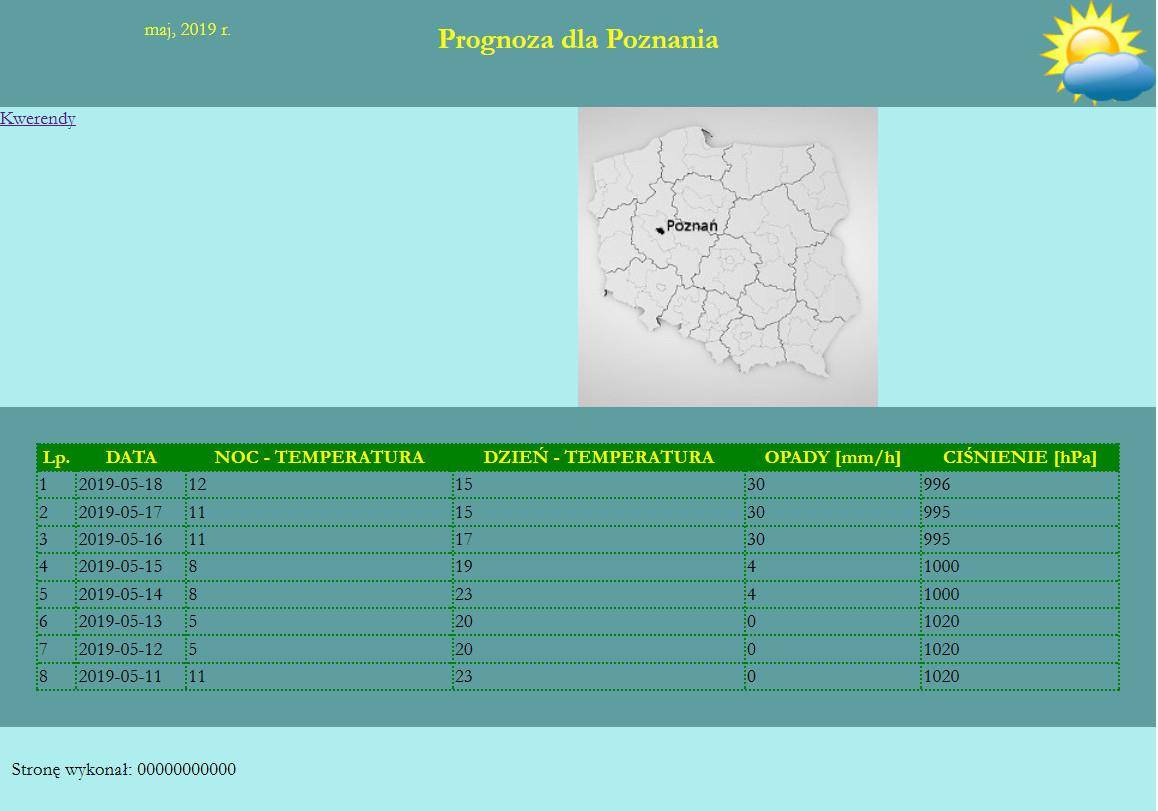 maj, 2019 r.
Prognoza dla Poznania
Kwerendy
Poznań
Lp. DATA NOC - TEMPERATURA DZIEŃ - TEMPERATURA OPADY [mm/h] CIŚNIENIE [hPa]
1 2019-05-18 12 15 30 996
2 2019-05-17 11 15 30 995
3 2019-05-16 11 17 30 995
4 2019-05-15 8 19 4 1000
5 2019-05-14 8 23 4 1000
6 2019-05-13 5 20 0 1020
7 2019-05-12 5 20 0 1020
8 2019-05-11 11 23 0 1020
Stronę wykonał: 00000000000